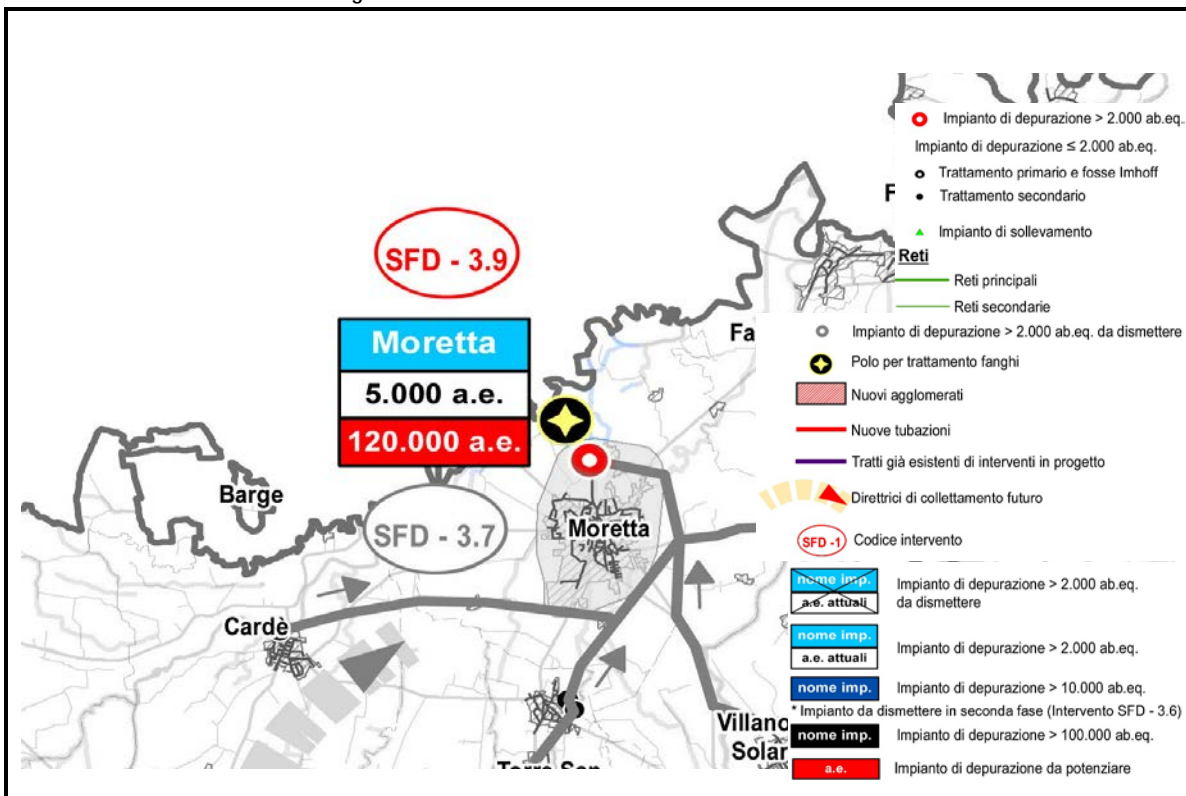 SFD - 3.9
Moretta
5.000 a.e.
120.000 a.e.
Barge
SFD - 3.7
Moretta
Cardè
Villano
Solar
Fa
F
Impianto di depurazione > 2.000 ab.eq.
Impianto di depurazione ≤ 2.000 ab.eq.
Trattamento primario e fosse Imhoff
Trattamento secondario
Impianto di sollevamento
Reti
Reti principali
Reti secondarie
Impianto di depurazione > 2.000 ab.eq. da dismettere
Polo per trattamento fanghi
Nuovi agglomerati
Nuove tubazioni
Tratti già esistenti di interventi in progetto
Direttrici di collettamento futuro
SFD -1 Codice intervento
nome imp.
a.e. attuali
Impianto di depurazione > 2.000 ab.eq.
da dismettere
nome imp.
a.e. attuali
Impianto di depurazione > 2.000 ab.eq.
nome imp. Impianto di depurazione > 10.000 ab.eq.
* Impianto da dismettere in seconda fase (Intervento SFD - 3.6)
nome imp. Impianto di depurazione > 100.000 ab.eq.
a.e. Impianto di depurazione da potenziare